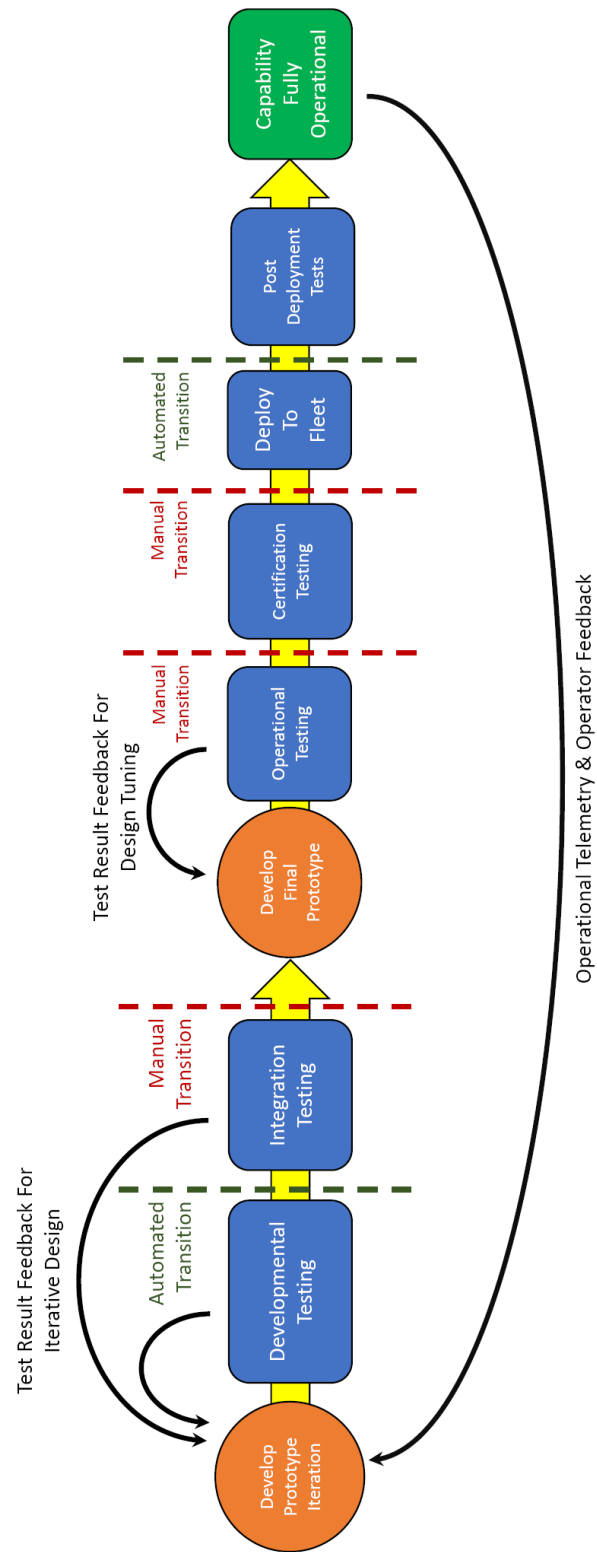 Test Result Feedback For
Iterative Design
Test Result Feedback For
Design Tuning
Automated
Transition
Manual
Transition
Manual
Transition
Manual
Transition
Automated
Transition
Develop
Prototype
Iteration
Developmental
Testing
Integration
Testing
Develop
Final
Prototype
Operational
Testing
Certification
Testing
Deploy
To
Fleet
Post
Deployment
Tests
Capability
Fully
Operational
Operational Telemetry & Operator Feedback